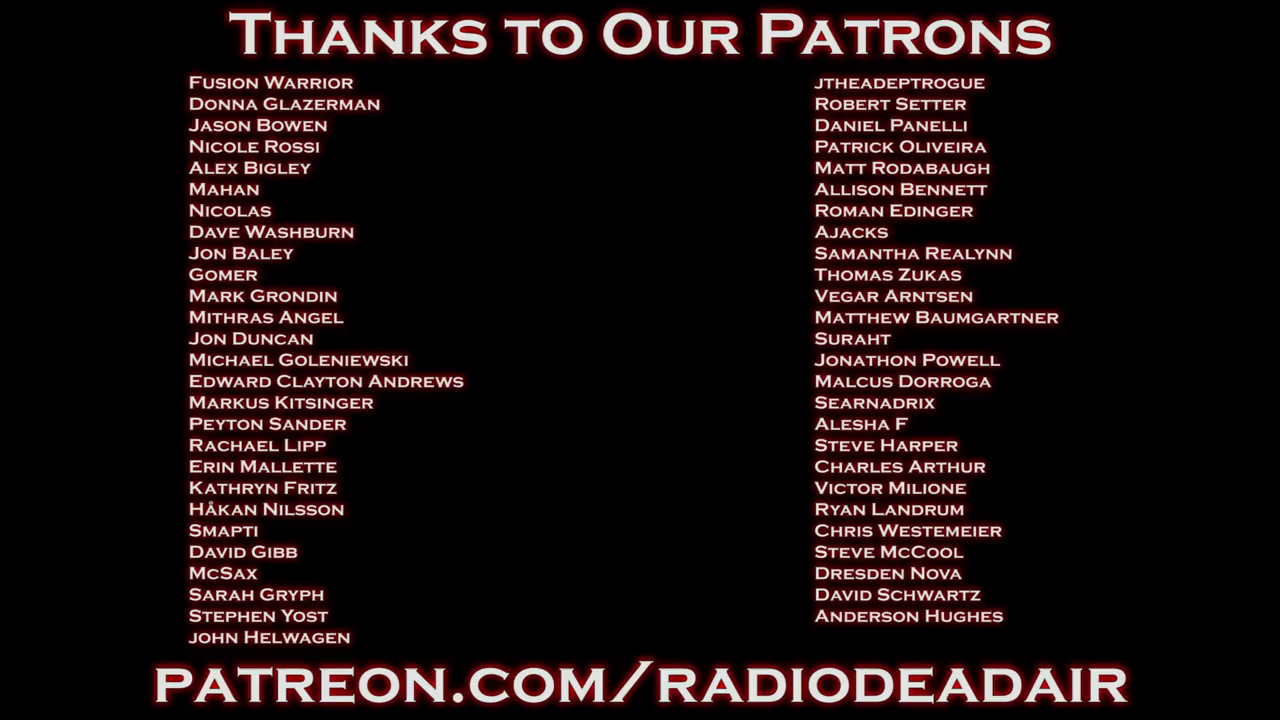 Thanks to Our Patrons
Fusion Warrior
Donna Glazerman
Jason Bowen
Nicole Rossi
Alex Bigley
Mahan
Nicolas
Dave Washburn
Jon Baley
Gomer
Mark Grondin
Mithras Angel
Jon Duncan
Michael Goleniewski
Edward Clayton Andrews
Markus Kitsinger
Peyton Sander
Rachael Lipp
Erin Mallette
Kathryn Fritz
Håkan Nilsson
Smapti
David Gibb
McSax
Sarah Gryph
Stephen Yost
john Helwagen
jtheadeptrogue
Robert Setter
Daniel Panelli
Patrick Oliveira
Matt Rodabaugh
Allison Bennett
Roman Edinger
Ajacks
Samantha Realynn
Thomas Zukas
Vegar Arntsen
Matthew Baumgartner
Suraht
Jonathon Powell
Malcus Dorroga
Searnadrix
Alesha F
Steve Harper
Charles Arthur
Victor Milione
Ryan Landrum
Chris Westemeier
Steve McCool
Dresden Nova
David Schwartz
Anderson Hughes
patreon.com/radiodeadair